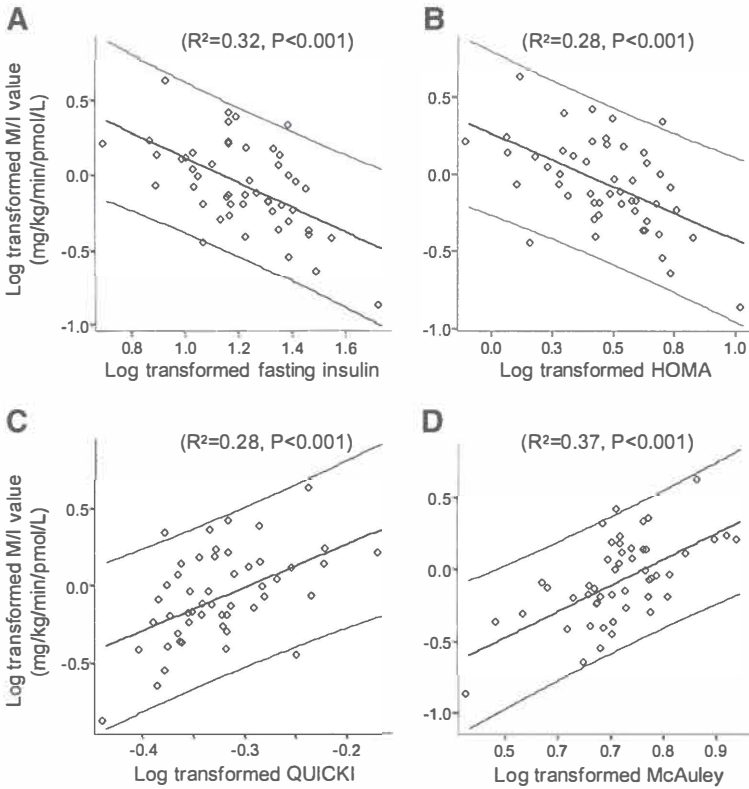 A
(R²=0.32, P<0.001)
Log transformed M/I value
(mg/kg/min/pmol/L)
0.5
0.0
-0.5
-1.0
0.8 1.0 1.2 1.4 1.6
Log transformed fasting insulin
B
(R²=0.28, P<0.001)
0.5
0.0
-0.5
-1.0
0.0 0.3 0.5 0.8 1.0
Log transformed HOMA
C
(R²=0.28, P<0.001)
Log transformed M/I value
(mg/kg/min/pmol/L)
0.5
0.0
-0.5
-0.4 -0.3 -0.2
Log transformed QUICKI
D
(R²=0.37, P<0.001)
0.5
0.0
-0.5
-1.0
0.5 0.7 0.7 0.8 0.9
Log transformed McAuley